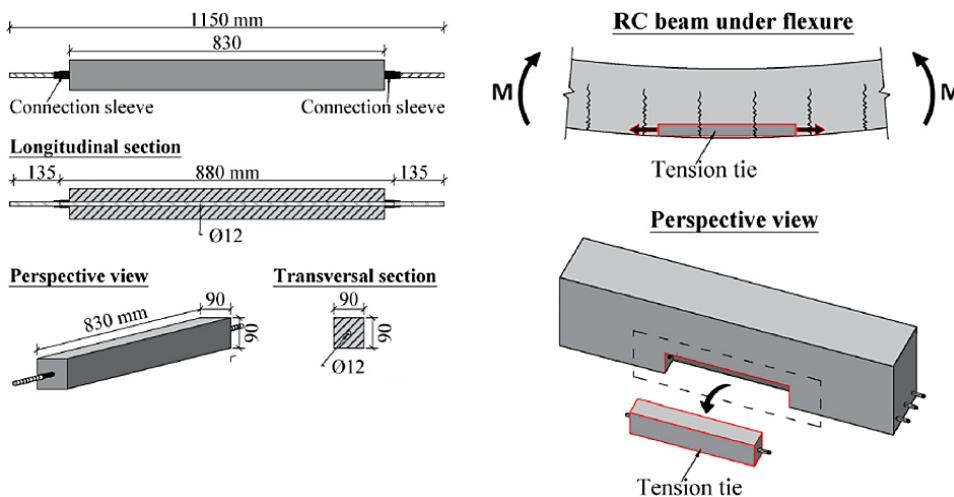 1150 mm
830
Connection sleeve
Connection sleeve
Longitudinal section
135
880 mm
135
Ø12
Perspective view
Transversal section
830 mm
90
90
90
90
Ø12
RC beam under flexure
M
M
Tension tie
Perspective view
Tension tie